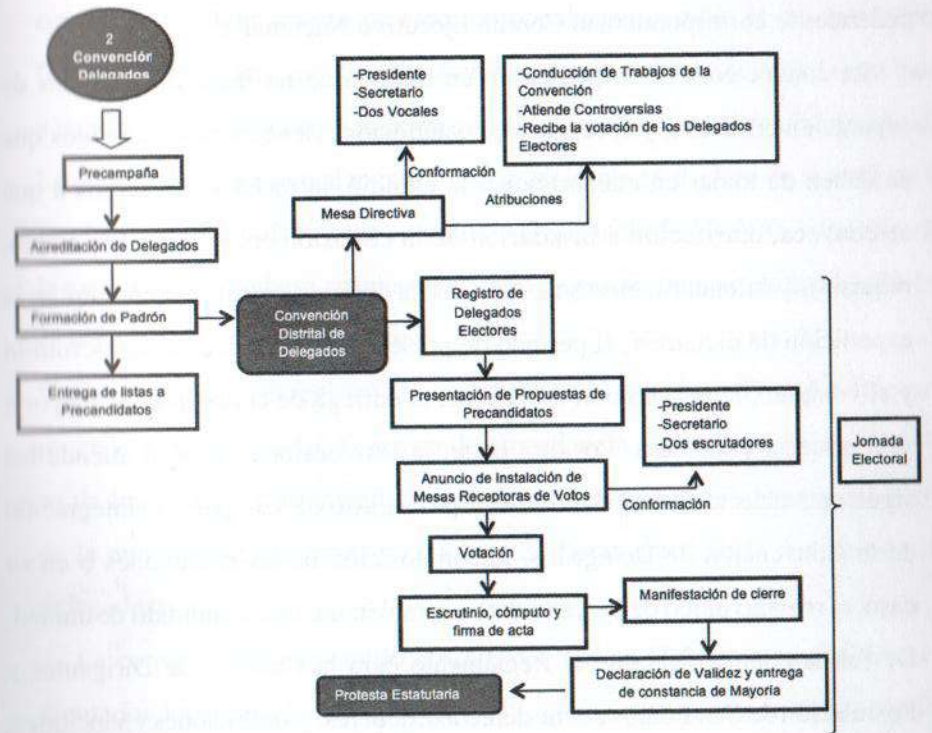 2
Convención
Delegados
Precampaña
Acreditación de Delegados
Formación de Padrón
Entrega de listas a
Precandidatos
Convención
Distrital de
Delegados
Mesa Directiva
Conformación
-Presidente
-Secretario
-Dos Vocales
Atribuciones
-Conducción de Trabajos de la
Convención
-Atiende Controversias
-Recibe la votación de los Delegados
Electores
Registro de
Delegados
Electores
Presentación de Propuestas de
Precandidatos
Anuncio de Instalación de
Mesas Receptoras de Votos
Conformación
-Presidente
-Secretario
-Dos escrutadores
Votación
Escrutinio, cómputo y
firma de acta
Manifestación de cierre
Declaración de Validez y entrega
de constancia de Mayoría
Protesta Estatutaria
Jornada
Electoral